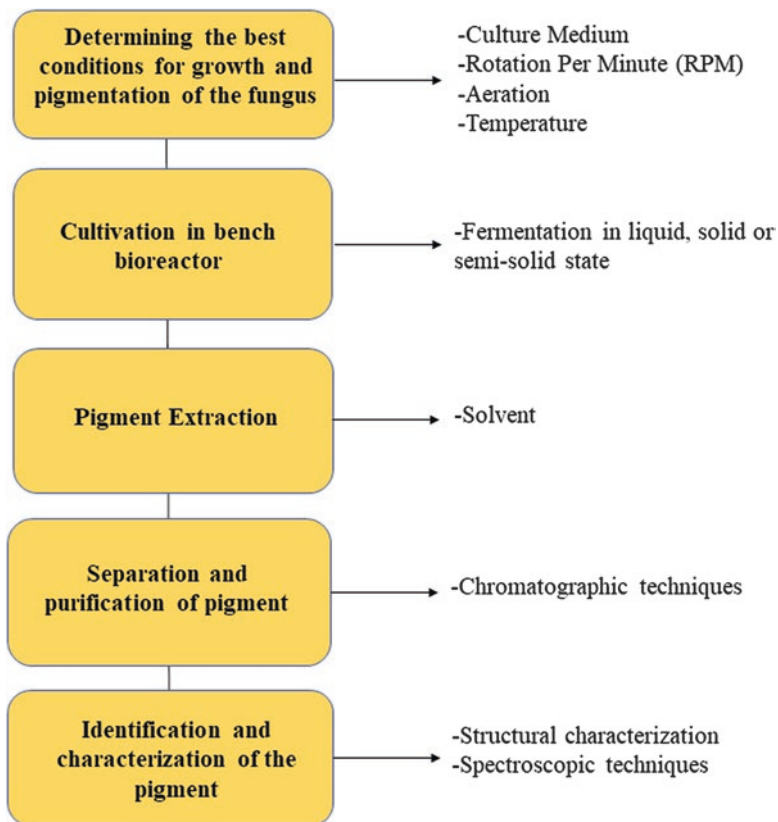 Determining the best
conditions for growth and
pigmentation of the fungus
-Culture Medium
-Rotation Per Minute (RPM)
-Aeration
-Temperature
Cultivation in bench
bioreactor
-Fermentation in liquid, solid or
semi-solid state
Pigment Extraction
-Solvent
Separation and
purification of pigment
-Chromatographic techniques
Identification and
characterization of the
pigment
-Structural characterization
-Spectroscopic techniques